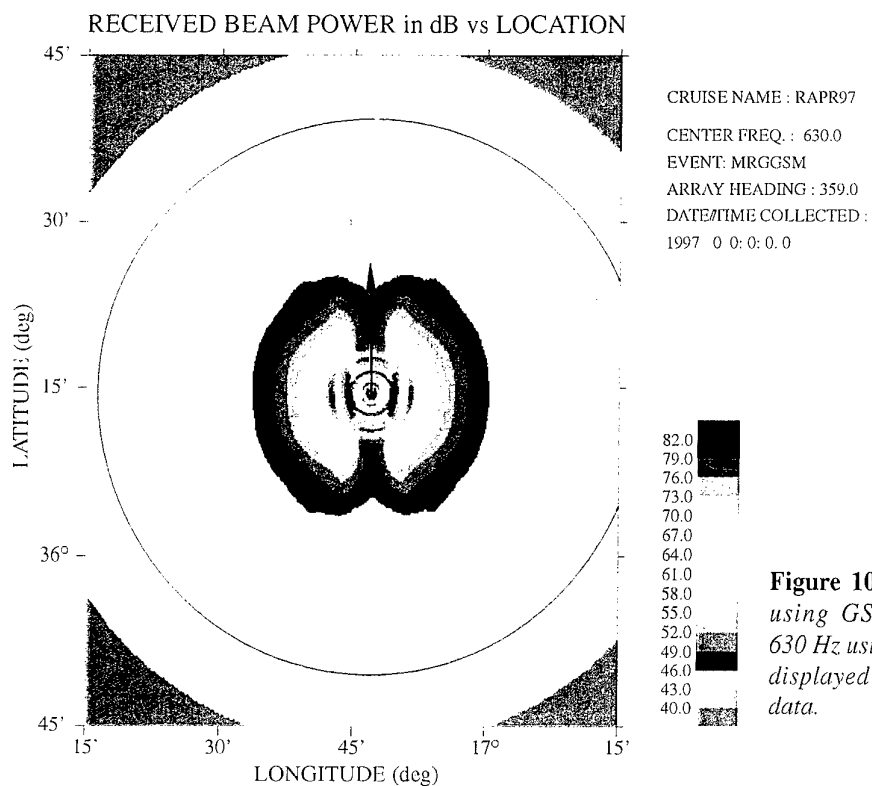 RECEIVED BEAM POWER in dB vs LOCATION
45'
30'
15'
36°
45'
LATITUDE (deg)
15'
30'
45'
17°
15'
LONGITUDE (deg)
CRUISE NAME : RAPR97
CENTER FREQ. : 630.0
EVENT: MRGGSM
ARRAY HEADING : 359.0
DATE/TIME COLLECTED :
1997 0 0: 0: 0.0
82.0
79.0
76.0
73.0
70.0
67.0
64.0
61.0
58.0
55.0
52.0
49.0
46.0
43.0
40.0
Figure 10
using GS
630 Hz usi
displayed
data.